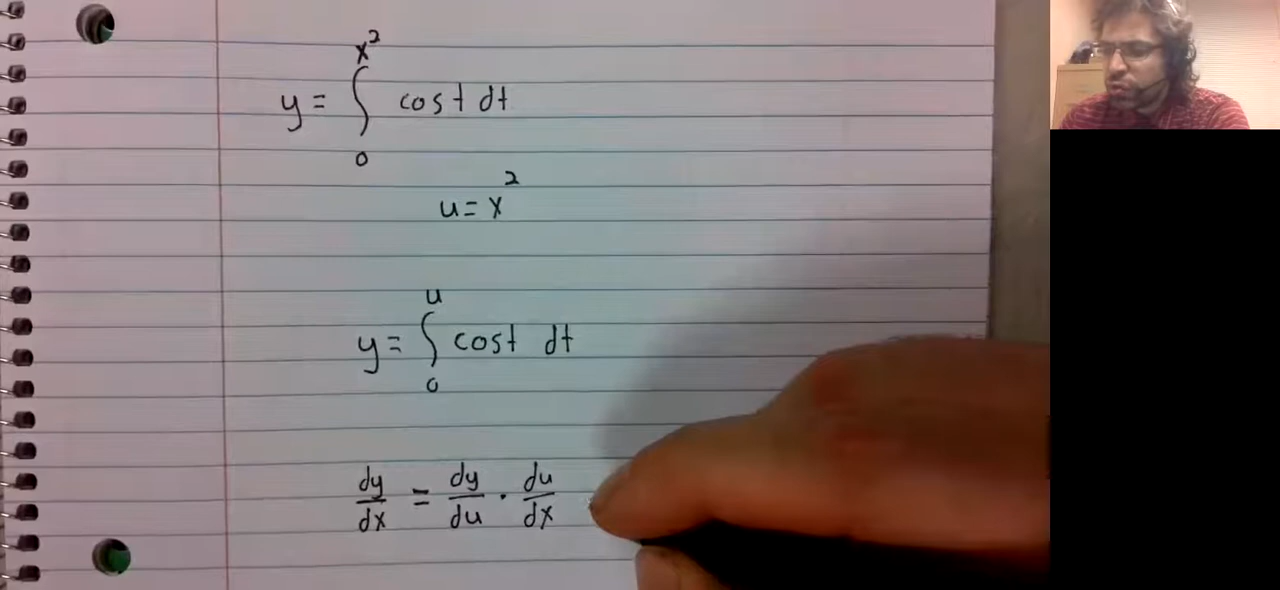 y = ∫₀^{x²} cos t dt
u = x²
y = ∫₀^{u} cos t dt
dy/dx = dy/du · du/dx